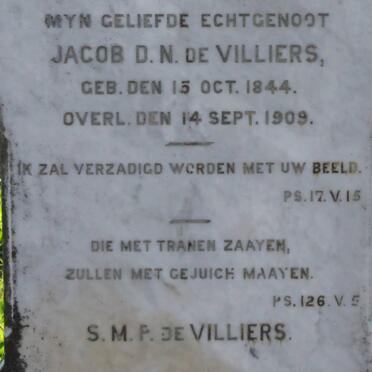 MYN GELIEFDE ECHTGENOOT
JACOB D. N. DE VILLIERS,
GEB. DEN 15 OCT. 1844.
OVERL. DEN 14 SEPT. 1909.
IK ZAL VERZADIGD WORDEN MET UW BEELD.
PS. 17. V. 15
DIE MET TRANEN ZAAYEN,
ZULLEN MET GEJUICH MAAYEN.
PS. 126. V. 5
S. M. P. DE VILLIERS.